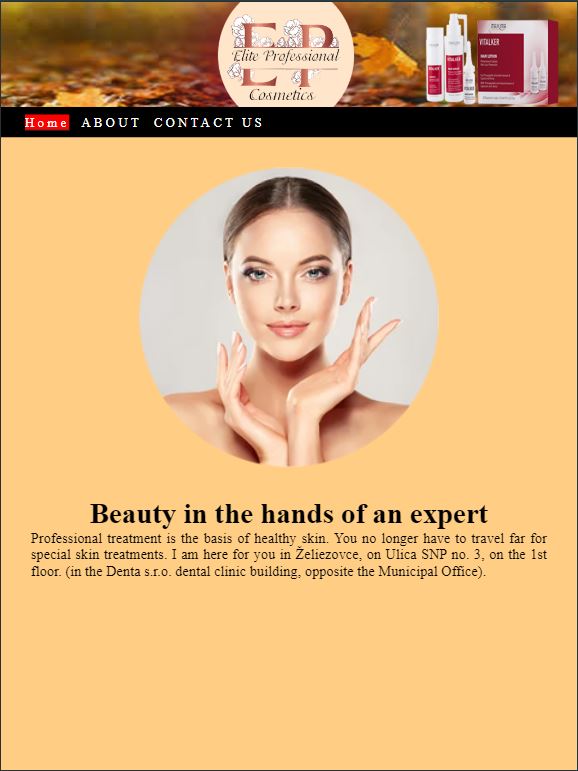 EP
Elite Professional
Cosmetics
VITALKER
VITALKER
HAIR LOTION
Home ABOUT CONTACT US
Beauty in the hands of an expert
Professional treatment is the basis of healthy skin. You no longer have to travel far for
special skin treatments. I am here for you in Želiezovce, on Ulica SNP no. 3, on the 1st
floor. (in the Denta s.r.o. dental clinic building, opposite the Municipal Office).